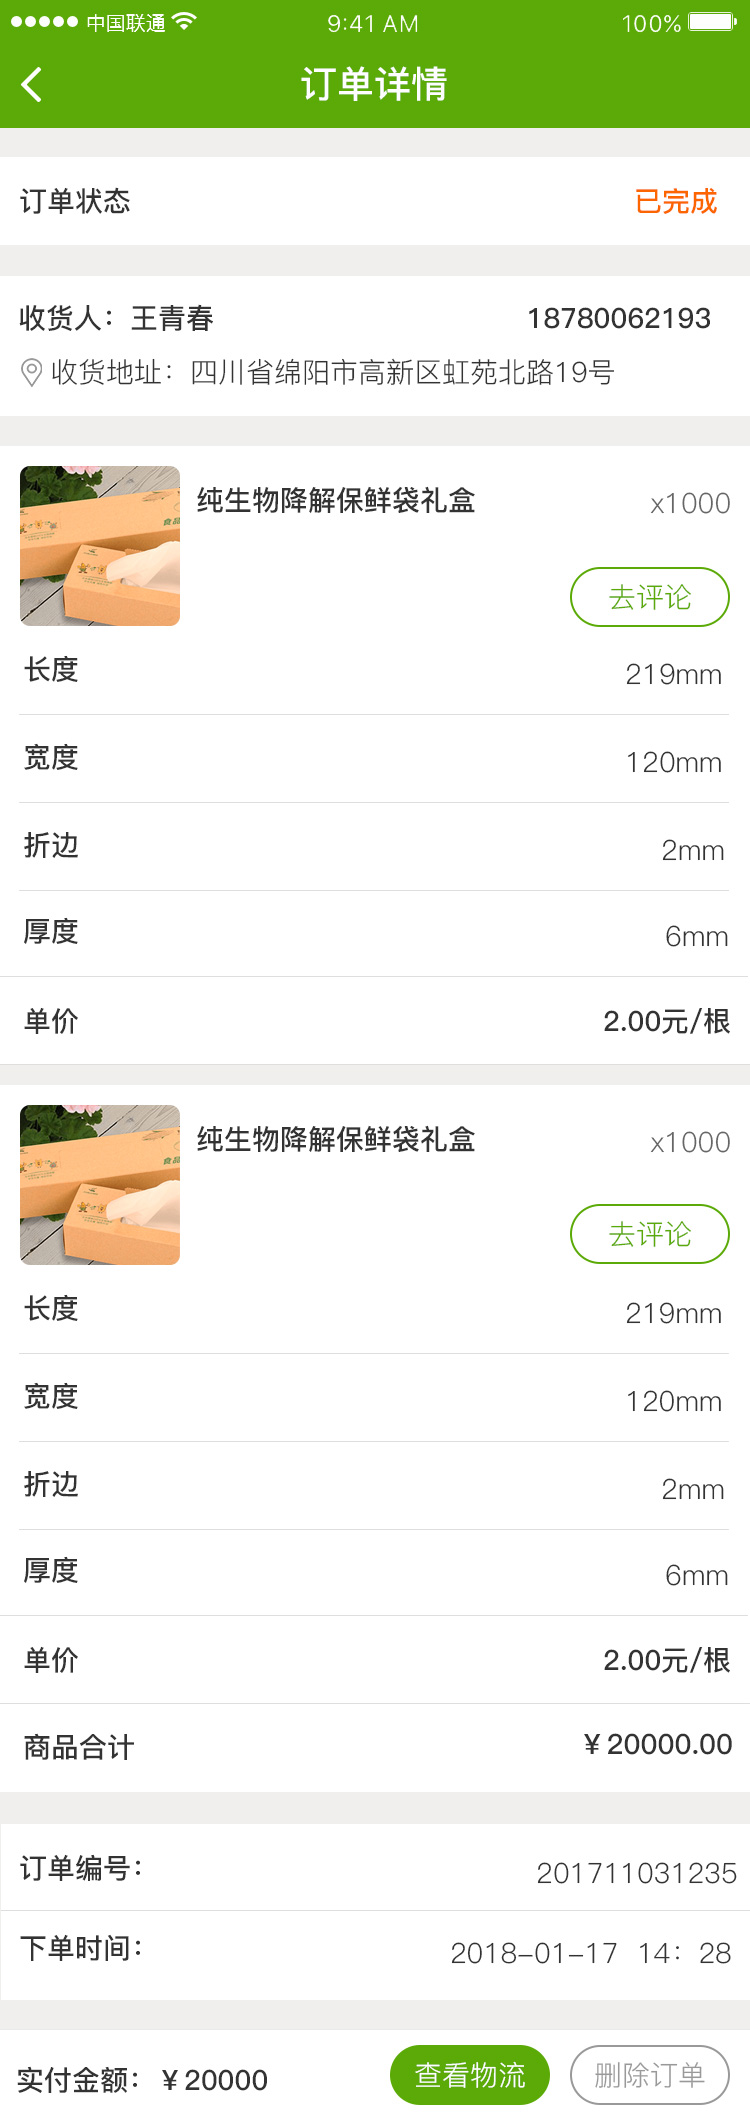 中国联通 9:41 AM 100%
订单详情
订单状态 已完成
收货人：王青春 18780062193
收货地址：四川省绵阳市高新区虹苑北路19号
纯生物降解保鲜袋礼盒 x1000
去评论
长度 219mm
宽度 120mm
折边 2mm
厚度 6mm
单价 2.00元/根
纯生物降解保鲜袋礼盒 x1000
去评论
长度 219mm
宽度 120mm
折边 2mm
厚度 6mm
单价 2.00元/根
商品合计 ¥20000.00
订单编号： 201711031235
下单时间： 2018-01-17 14：28
实付金额：¥20000 查看物流 删除订单